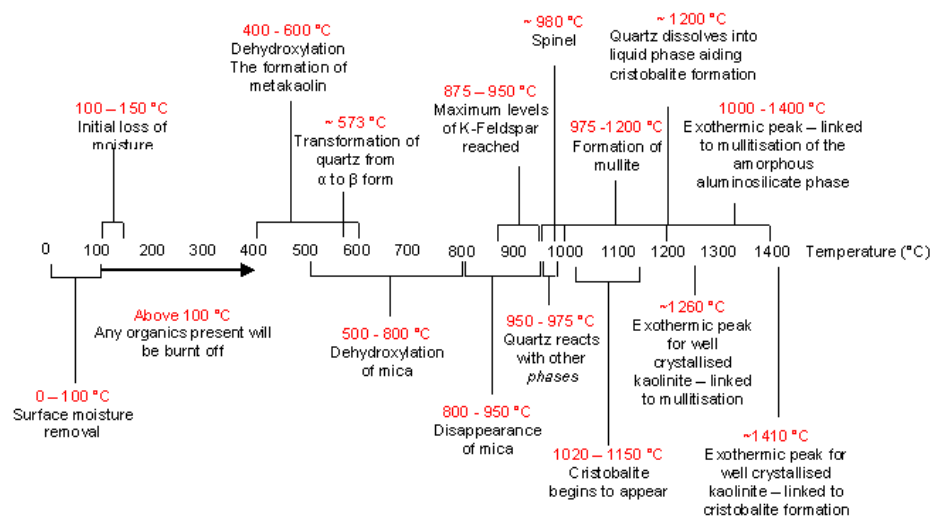 400 - 600 °C
Dehydroxylation
The formation of
metakaolin
~ 980 °C
Spinel
~ 1200 °C
Quartz dissolves into
liquid phase aiding
cristobalite formation
100 – 150 °C
Initial loss of
moisture
~ 573 °C
Transformation of
quartz from
α to β form
875 – 950 °C
Maximum levels
of K-Feldspar
reached
975 -1200 °C
Formation of
mullite
1000 - 1400 °C
Exothermic peak – linked
to mullitisation of the
amorphous
aluminosilicate phase
0 100 200 300 400 500 600 700 800 900 1000 1100 1200 1300 1400 Temperature (°C)
Above 100 °C
Any organics present will
be burnt off
0 – 100 °C
Surface moisture
removal
500 - 800 °C
Dehydroxylation
of mica
800 - 950 °C
Disappearance
of mica
950 - 975 °C
Quartz reacts
with other
phases
1020 – 1150 °C
Cristobalite
begins to appear
~1260 °C
Exothermic peak
for well
crystallised
kaolinite – linked
to mullitisation
~1410 °C
Exothermic peak for
well crystallised
kaolinite – linked to
cristobalite formation